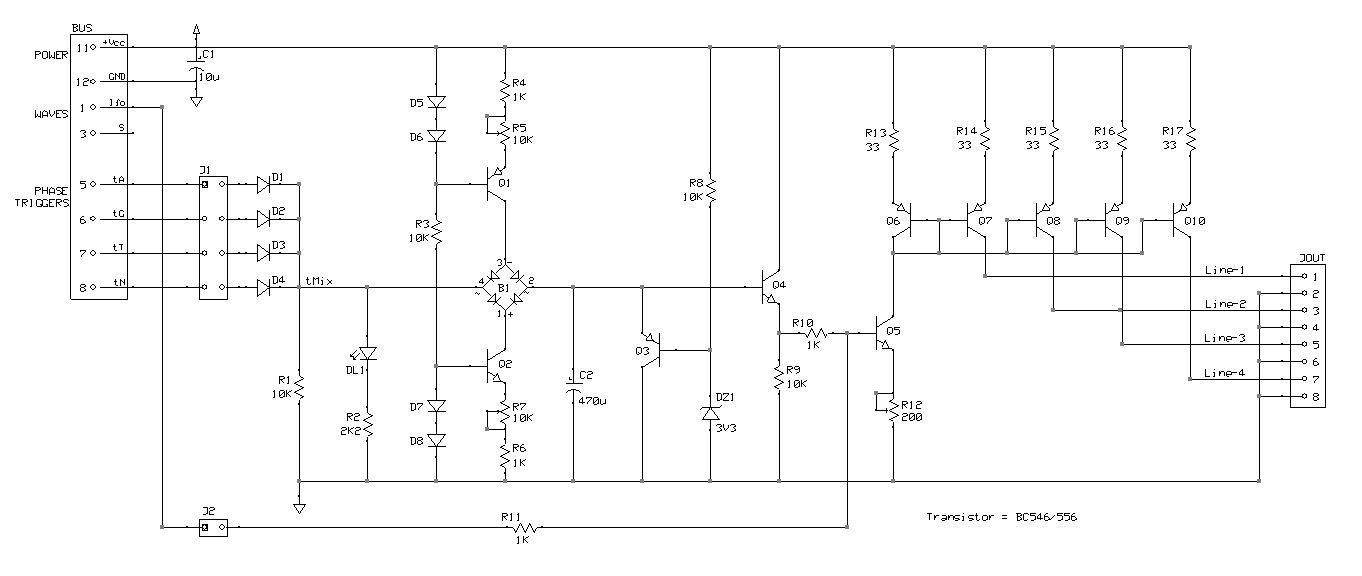 BUS
POWER
11 +Vcc
12 GND
WAVES
1 lfo
3 S
PHASE
TRIGGERS
5 tA
6 tG
7 tT
8 tN
C1
10u
J1
D1
D2
D3
D4
tMix
R1
10K
DL1
R2
2K2
D5
D6
R3
10K
D7
D8
R4
1K
R5
10K
Q1
3 -
4 ~
B1
2 ~
1 +
Q2
R7
10K
R6
1K
C2
470u
Q3
R8
10K
DZ1
3V3
Q4
R9
10K
R10
1K
Q5
R12
200
R13
33
R14
33
R15
33
R16
33
R17
33
Q6
Q7
Q8
Q9
Q10
Line-1
Line-2
Line-3
Line-4
JOUT
1
2
3
4
5
6
7
8
J2
R11
1K
Transistor = BC546/556